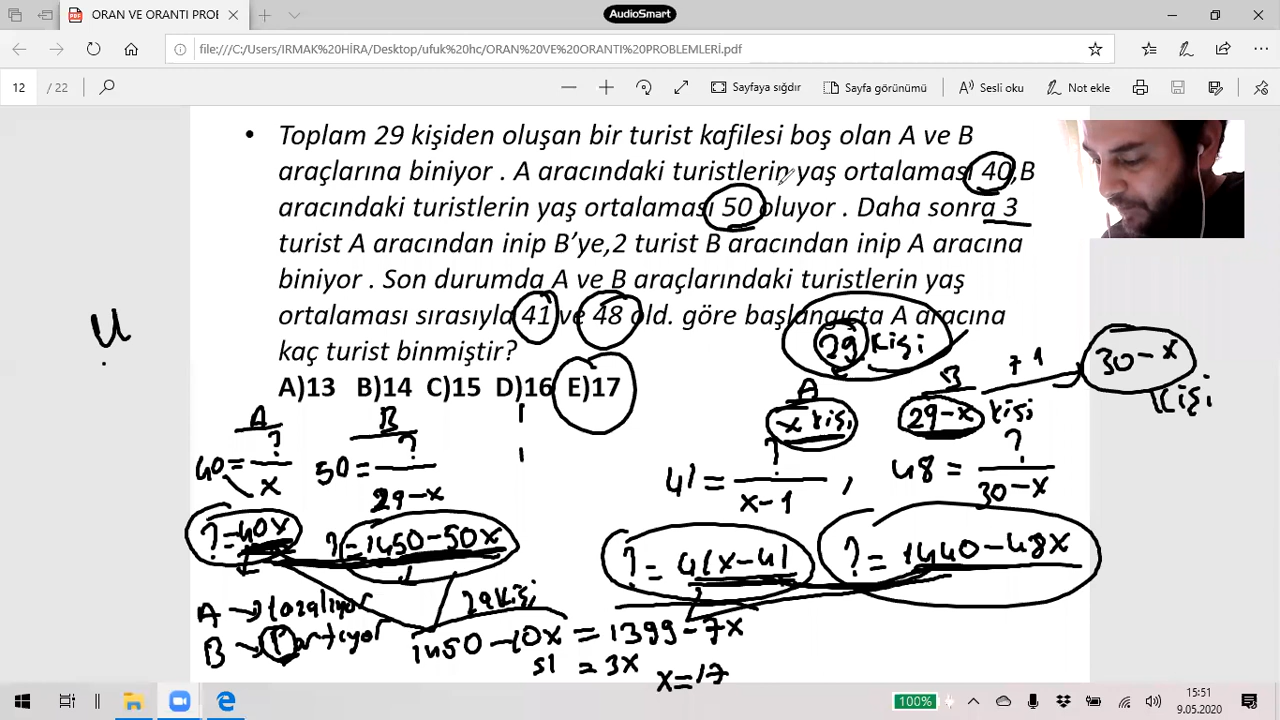 ORAN VE ORANTI PROI
AudioSmart
file:///C:/Users/IRMAK%20HİRA/Desktop/ufuk%20hc/ORAN%20VE%20ORANTI%20PROBLEMLERİ.pdf
12 / 22
Sayfaya sığdır
Sayfa görünümü
Sesli oku
Not ekle
• Toplam 29 kişiden oluşan bir turist kafilesi boş olan A ve B
araçlarına biniyor . A aracındaki turistlerin yaş ortalaması 40,B
aracındaki turistlerin yaş ortalaması 50 oluyor . Daha sonra 3
turist A aracından inip B’ye,2 turist B aracından inip A aracına
biniyor . Son durumda A ve B araçlarındaki turistlerin yaş
ortalaması sırasıyla 41 ve 48 old. göre başlangıçta A aracına
kaç turist binmiştir?
A)13 B)14 C)15 D)16 E)17
29 kişi
A B
x kişi 29-x kişi
+1
30-x
kişi
A B
40 = ?/x 50 = ?/29-x
41 = ?/x-1 , 48 = ?/30-x
?=40x ?=1450-50x
?= 41x-41 ?= 1440-48x
A → azalıyor
B → artıyor
29 kişi
1450-10x = 1399-7x
51 = 3x
x=17
100%
15:51
9.05.2020